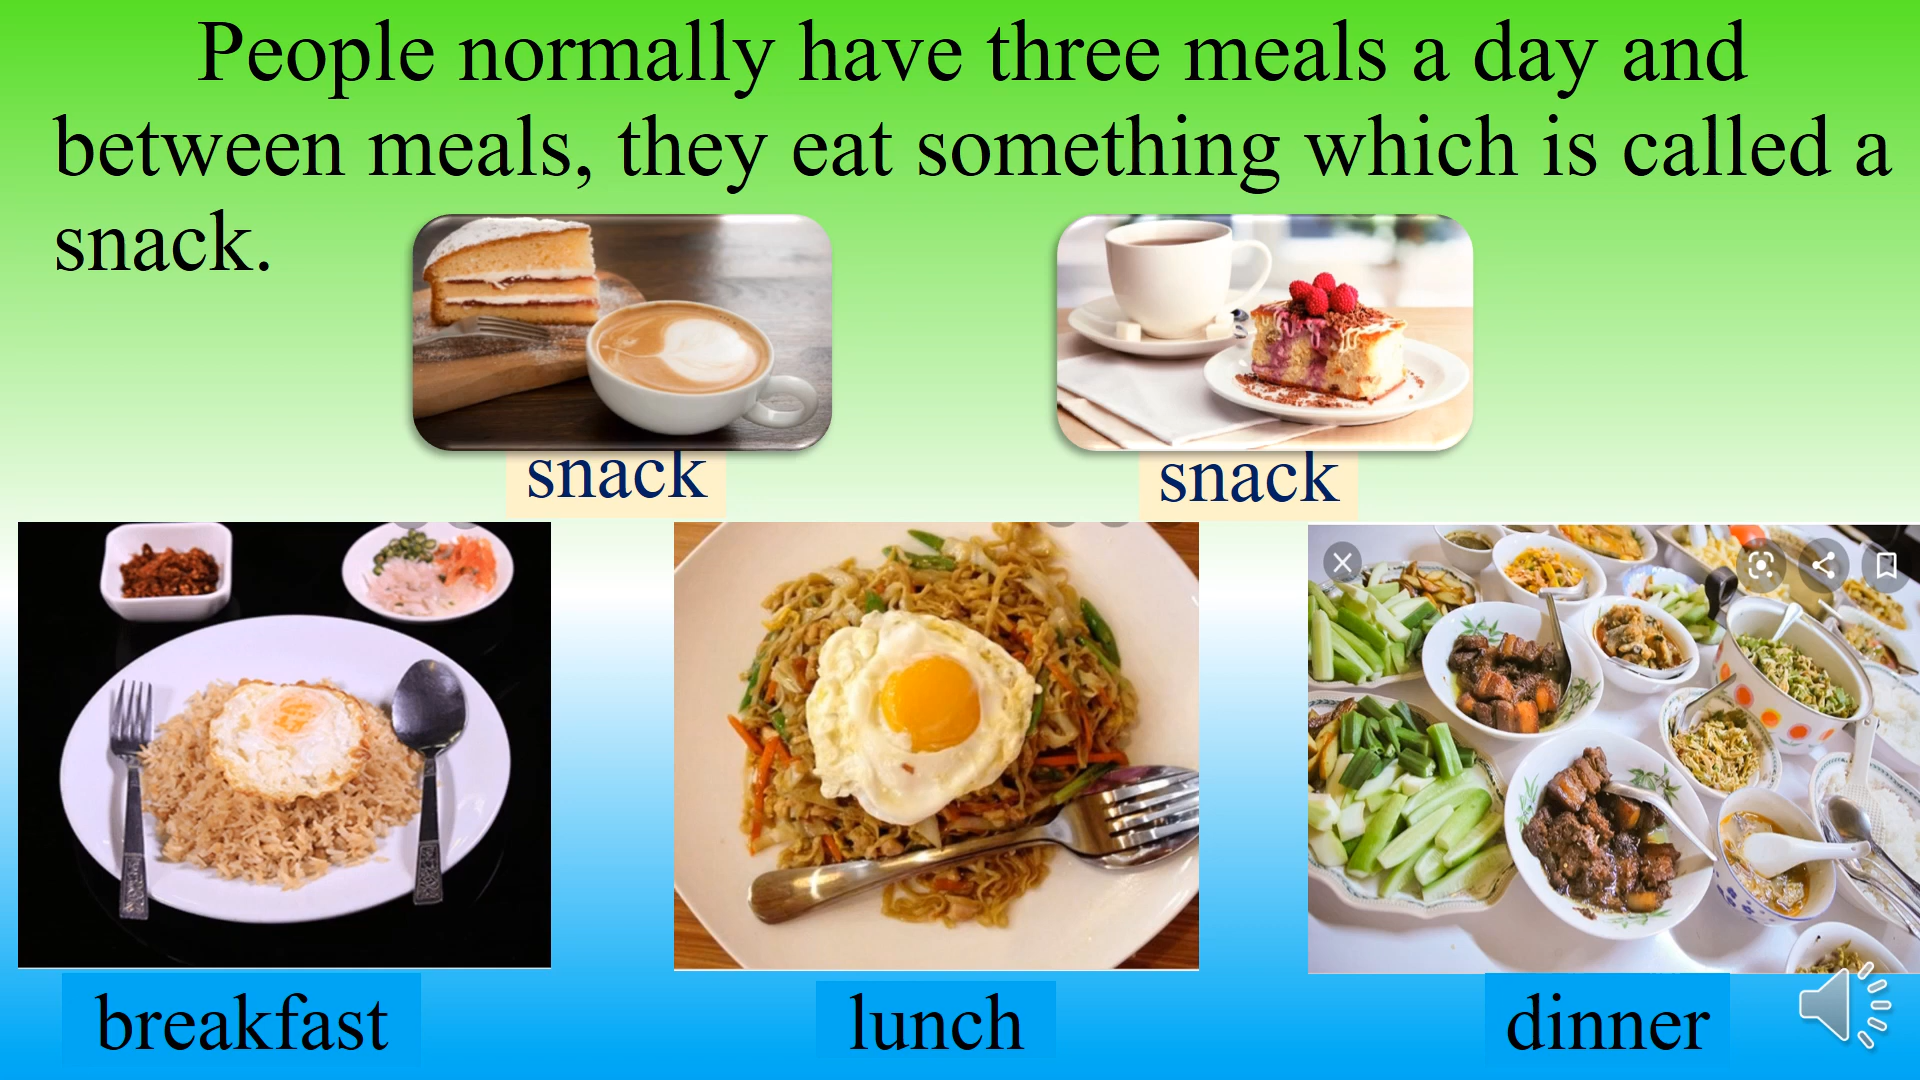 People normally have three meals a day and
between meals, they eat something which is called a
snack.
snack
snack
breakfast
lunch
dinner